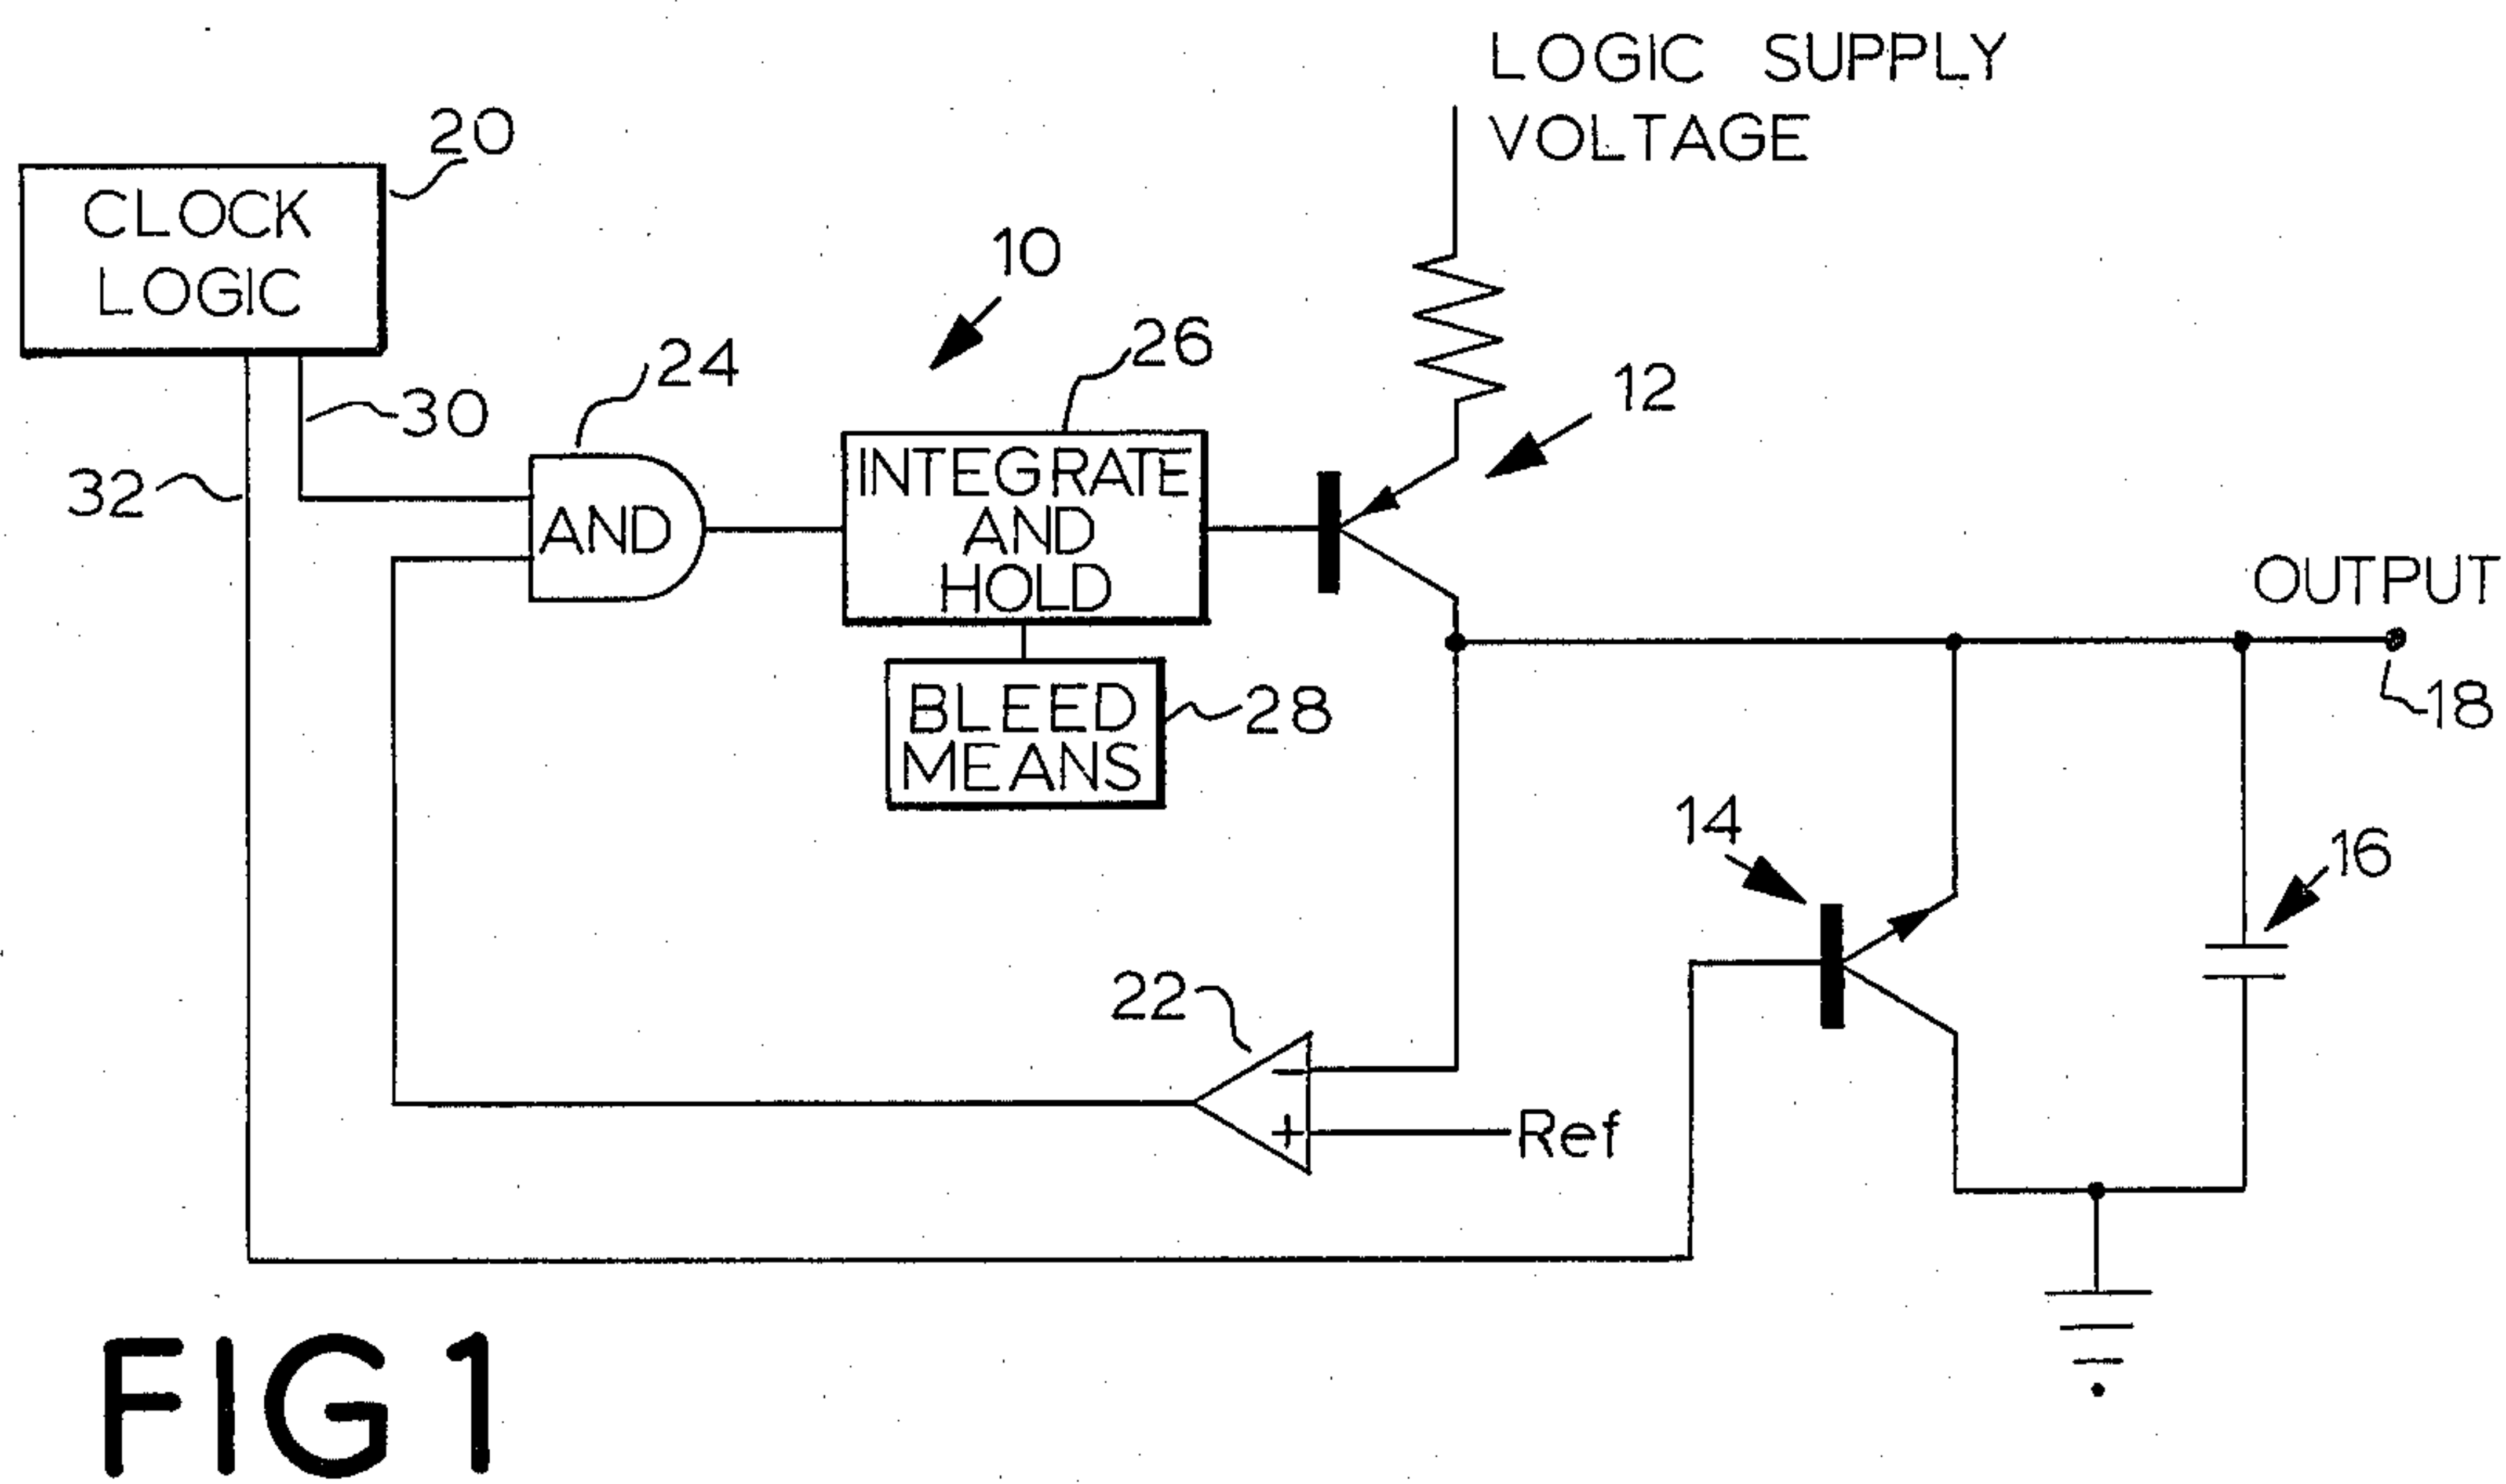 LOGIC SUPPLY
VOLTAGE
20
CLOCK
LOGIC
10
24
26
30
12
32
INTEGRATE
AND
HOLD
AND
OUTPUT
BLEED
MEANS
28
18
14
16
22
−
+
Ref
FIG 1